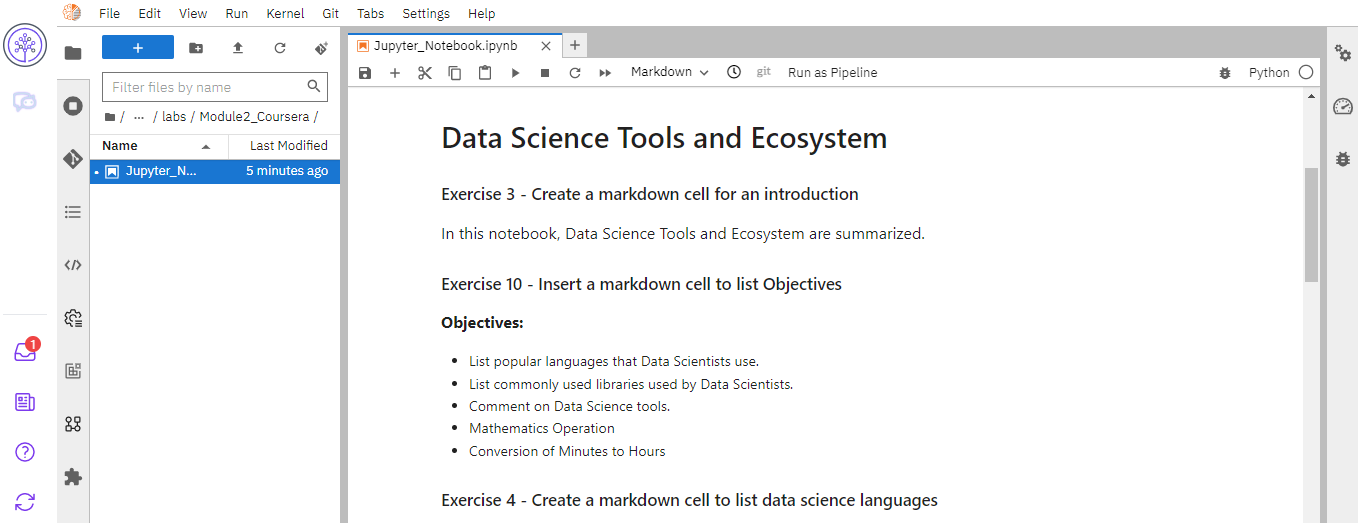 File Edit View Run Kernel Git Tabs Settings Help
Jupyter_Notebook.ipynb
Markdown git Run as Pipeline Python
Filter files by name
/ ... / labs / Module2_Coursera /
Name Last Modified
Jupyter_N... 5 minutes ago
1
Data Science Tools and Ecosystem
Exercise 3 - Create a markdown cell for an introduction
In this notebook, Data Science Tools and Ecosystem are summarized.
Exercise 10 - Insert a markdown cell to list Objectives
Objectives:
List popular languages that Data Scientists use.
List commonly used libraries used by Data Scientists.
Comment on Data Science tools.
Mathematics Operation
Conversion of Minutes to Hours
Exercise 4 - Create a markdown cell to list data science languages